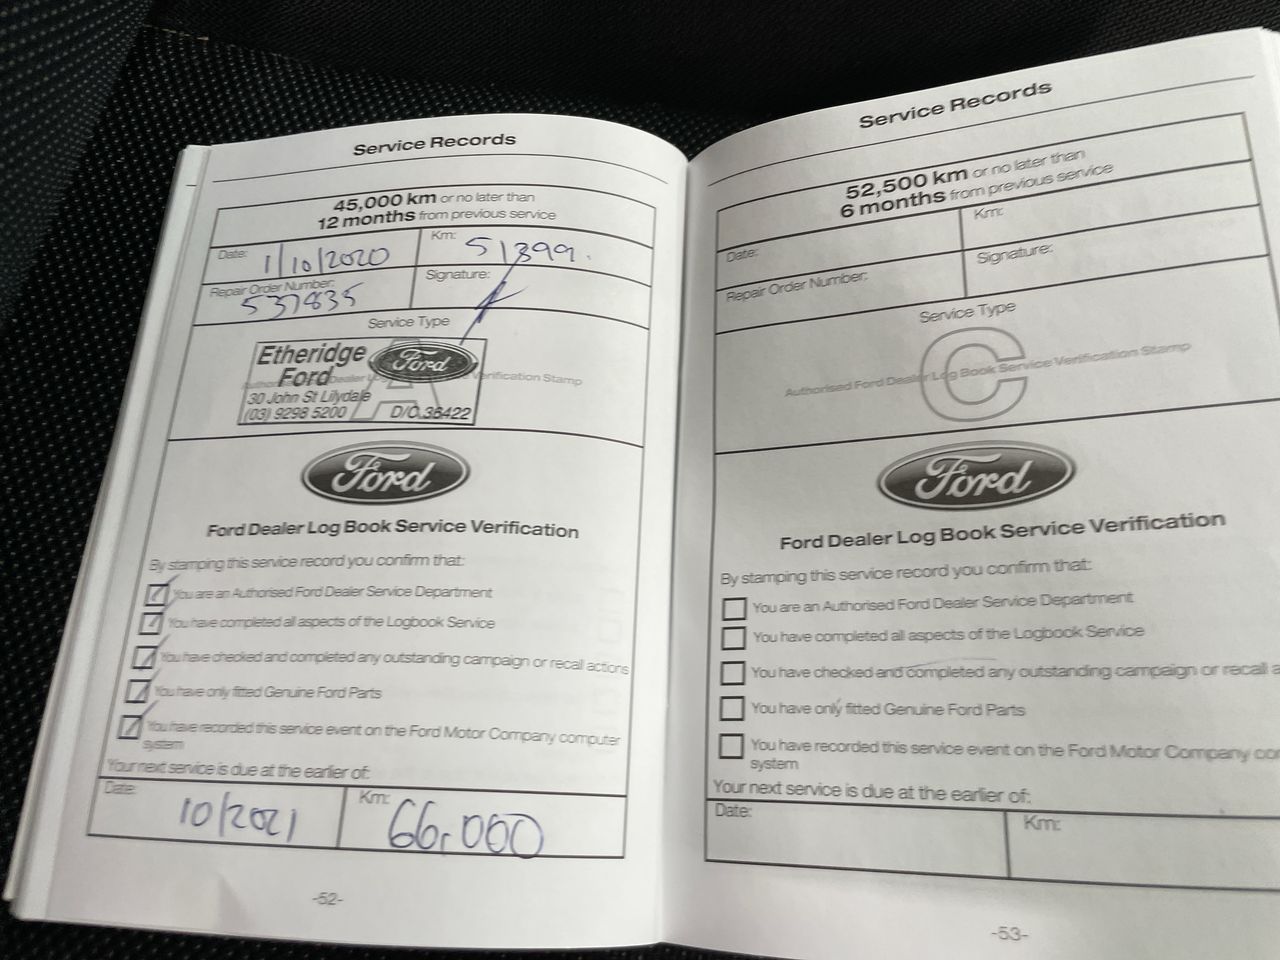 Service Records
45,000 km or no later than
12 months from previous service
Date: 1/10/2020
Km: 51399.
Repair Order Number: 537835
Signature:
Service Type
A
Etheridge
Ford
Ford
30 John St Lilydale
(03) 9298 5200 D/C.36422
Verification Stamp
Ford
Ford Dealer Log Book Service Verification
By stamping this service record you confirm that:
You are an Authorised Ford Dealer Service Department
You have completed all aspects of the Logbook Service
You have checked and completed any outstanding campaign or recall actions
You have only fitted Genuine Ford Parts
You have recorded this service event on the Ford Motor Company computer
system
Your next service is due at the earlier of:
Date: 10/2021
Km: 66,000
-52-
Service Records
52,500 km or no later than
6 months from previous service
Date:
Km:
Repair Order Number:
Signature:
Service Type
C
Authorised Ford Dealer Log Book Service Verification Stamp
Ford
Ford Dealer Log Book Service Verification
By stamping this service record you confirm that:
You are an Authorised Ford Dealer Service Department
You have completed all aspects of the Logbook Service
You have checked and completed any outstanding campaign or recall a
You have only fitted Genuine Ford Parts
You have recorded this service event on the Ford Motor Company co
system
Your next service is due at the earlier of:
Date:
Km:
-53-